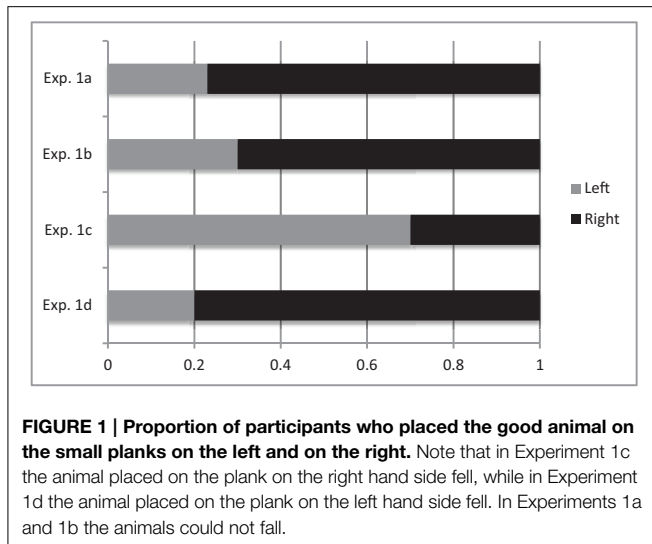 Exp. 1a
Exp. 1b
Exp. 1c
Exp. 1d
Left
Right
0 0.2 0.4 0.6 0.8 1
FIGURE 1 | Proportion of participants who placed the good animal on
the small planks on the left and on the right. Note that in Experiment 1c
the animal placed on the plank on the right hand side fell, while in Experiment
1d the animal placed on the plank on the left hand side fell. In Experiments 1a
and 1b the animals could not fall.